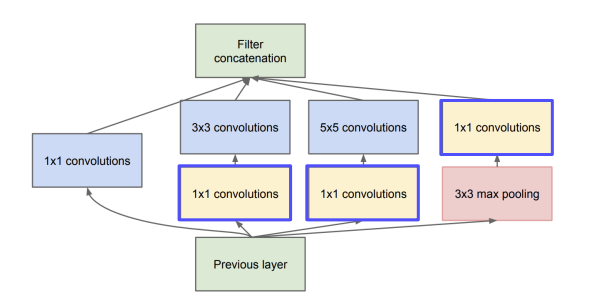 Filter
concatenation
3x3 convolutions
5x5 convolutions
1x1 convolutions
1x1 convolutions
1x1 convolutions
1x1 convolutions
3x3 max pooling
Previous layer